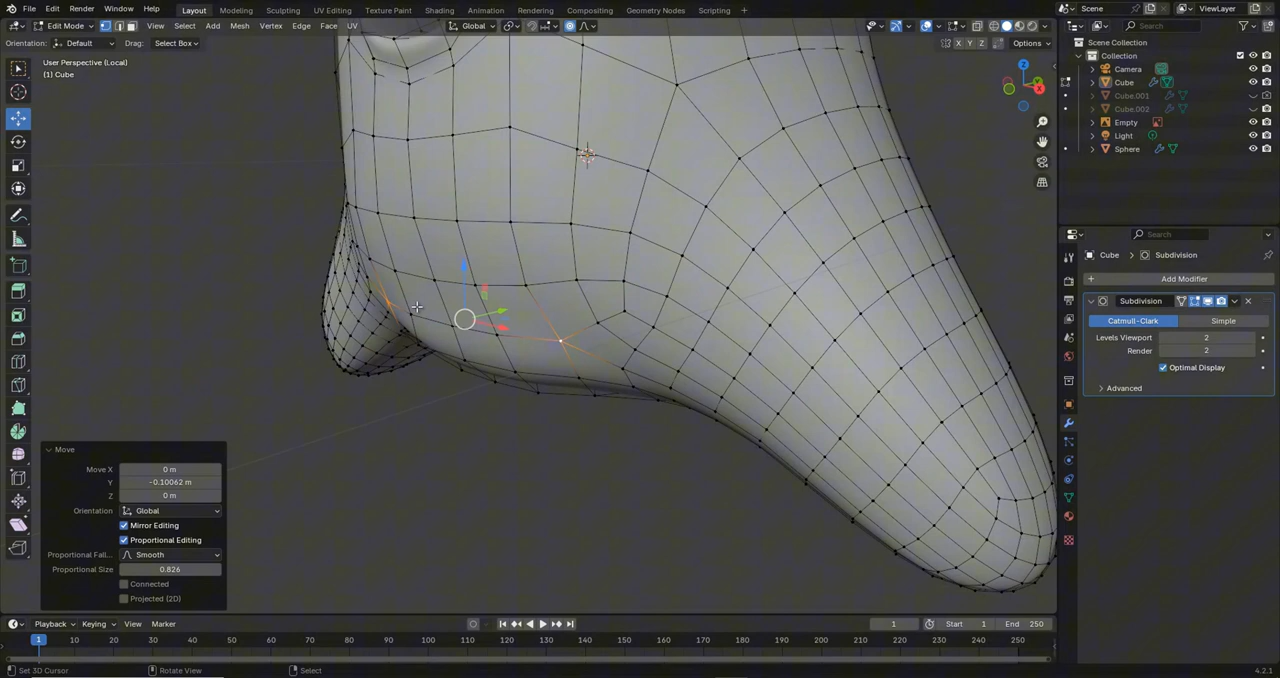 File Edit Render Window Help Layout Modeling Sculpting UV Editing Texture Paint Shading Animation Rendering Compositing Geometry Nodes Scripting + Scene ViewLayer
Edit Mode View Select Add Mesh Vertex Edge Face UV Global
Orientation: Default Drag: Select Box X Y Z Options
User Perspective (Local)
(1) Cube
Z
X
Search
Scene Collection
Collection
Camera
Cube
Cube.001
Cube.002
Empty
Light
Sphere
Search
Cube > Subdivision
+ Add Modifier
Subdivision
Catmull-Clark Simple
Levels Viewport 2
Render 2
Optimal Display
Advanced
Move
Move X 0 m
Y -0.10062 m
Z 0 m
Orientation Global
Mirror Editing
Proportional Editing
Proportional Fall... Smooth
Proportional Size 0.826
Connected
Projected (2D)
Playback Keying View Marker 1 Start 1 End 250
1 10 20 30 40 50 60 70 80 90 100 110 120 130 140 150 160 170 180 190 200 210 220 230 240 250
Set 3D Cursor Rotate View Select 4.2.1